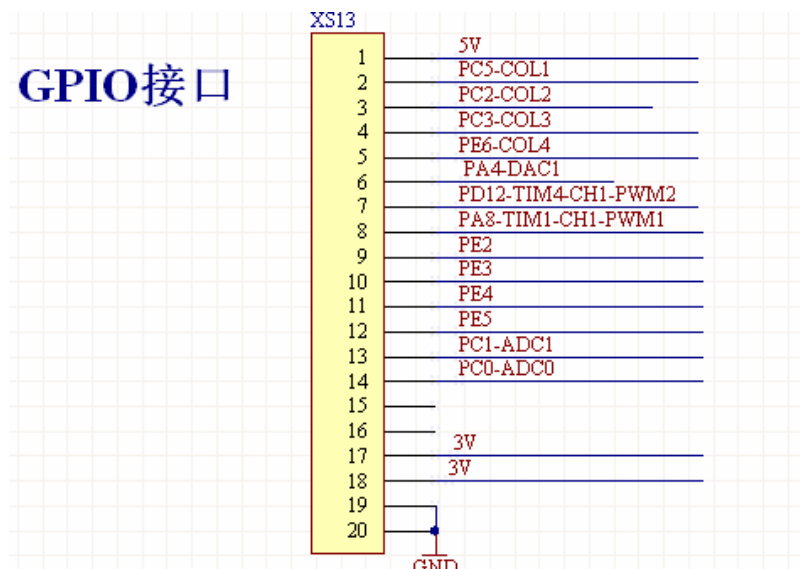 XS13
GPIO接口
1 5V
2 PC5-COL1
3 PC2-COL2
4 PC3-COL3
5 PE6-COL4
6 PA4-DAC1
7 PD12-TIM4-CH1-PWM2
8 PA8-TIM1-CH1-PWM1
9 PE2
10 PE3
11 PE4
12 PE5
13 PC1-ADC1
14 PC0-ADC0
15
16
17 3V
18 3V
19
20
GND